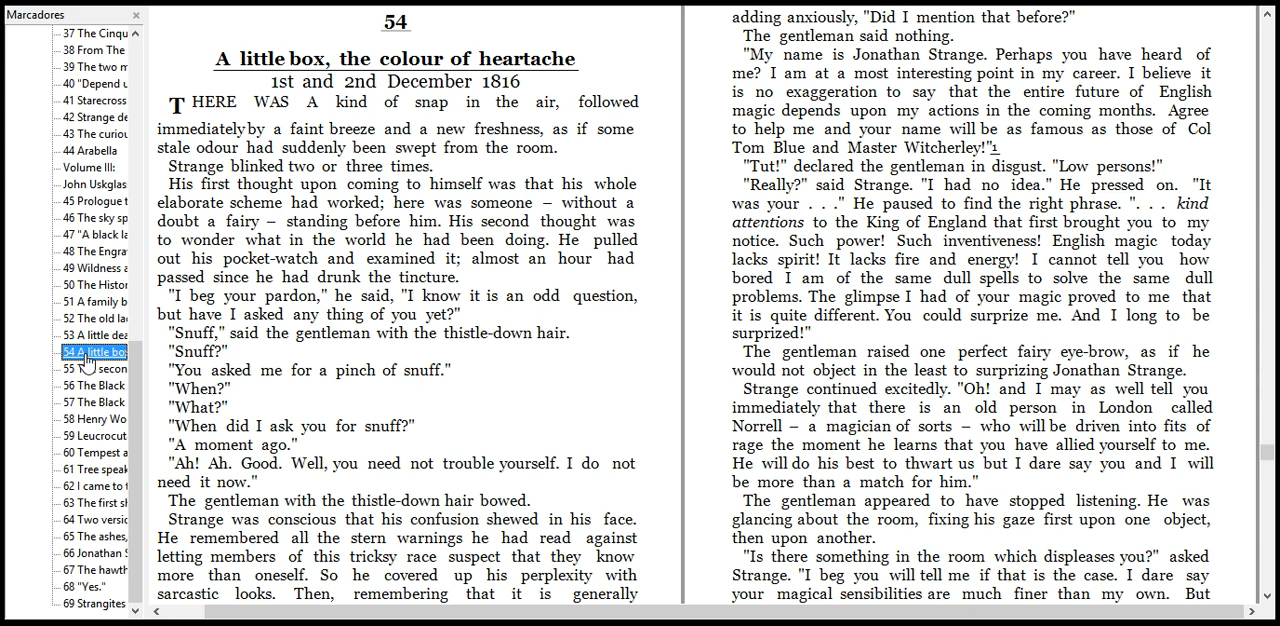 Marcadores
37 The Cinqu
38 From The
39 The two m
40 "Depend u
41 Starecross
42 Strange de
43 The curiou
44 Arabella
Volume III:
John Uskglas
45 Prologue t
46 The sky sp
47 "A black la
48 The Engra
49 Wildness a
50 The Histor
51 A family b
52 The old la
53 A little dea
54 A little box
55 secon
56 The Black
57 The Black
58 Henry Wo
59 Leucrocut
60 Tempest a
61 Tree speak
62 I came to t
63 The first sh
64 Two versic
65 The ashes,
66 Jonathan S
67 The hawth
68 "Yes."
69 Strangites
54
A little box, the colour of heartache
1st and 2nd December 1816
THERE WAS A kind of snap in the air, followed
immediately by a faint breeze and a new freshness, as if some
stale odour had suddenly been swept from the room.
Strange blinked two or three times.
His first thought upon coming to himself was that his whole
elaborate scheme had worked; here was someone – without a
doubt a fairy – standing before him. His second thought was
to wonder what in the world he had been doing. He pulled
out his pocket-watch and examined it; almost an hour had
passed since he had drunk the tincture.
"I beg your pardon," he said, "I know it is an odd question,
but have I asked any thing of you yet?"
"Snuff," said the gentleman with the thistle-down hair.
"Snuff?"
"You asked me for a pinch of snuff."
"When?"
"What?"
"When did I ask you for snuff?"
"A moment ago."
"Ah! Ah. Good. Well, you need not trouble yourself. I do not
need it now."
The gentleman with the thistle-down hair bowed.
Strange was conscious that his confusion shewed in his face.
He remembered all the stern warnings he had read against
letting members of this tricksy race suspect that they know
more than oneself. So he covered up his perplexity with
sarcastic looks. Then, remembering that it is generally
adding anxiously, "Did I mention that before?"
The gentleman said nothing.
"My name is Jonathan Strange. Perhaps you have heard of
me? I am at a most interesting point in my career. I believe it
is no exaggeration to say that the entire future of English
magic depends upon my actions in the coming months. Agree
to help me and your name will be as famous as those of Col
Tom Blue and Master Witcherley!"1
"Tut!" declared the gentleman in disgust. "Low persons!"
"Really?" said Strange. "I had no idea." He pressed on. "It
was your . . ." He paused to find the right phrase. ". . . kind
attentions to the King of England that first brought you to my
notice. Such power! Such inventiveness! English magic today
lacks spirit! It lacks fire and energy! I cannot tell you how
bored I am of the same dull spells to solve the same dull
problems. The glimpse I had of your magic proved to me that
it is quite different. You could surprize me. And I long to be
surprized!"
The gentleman raised one perfect fairy eye-brow, as if he
would not object in the least to surprizing Jonathan Strange.
Strange continued excitedly. "Oh! and I may as well tell you
immediately that there is an old person in London called
Norrell – a magician of sorts – who will be driven into fits of
rage the moment he learns that you have allied yourself to me.
He will do his best to thwart us but I dare say you and I will
be more than a match for him."
The gentleman appeared to have stopped listening. He was
glancing about the room, fixing his gaze first upon one object,
then upon another.
"Is there something in the room which displeases you?" asked
Strange. "I beg you will tell me if that is the case. I dare say
your magical sensibilities are much finer than my own. But